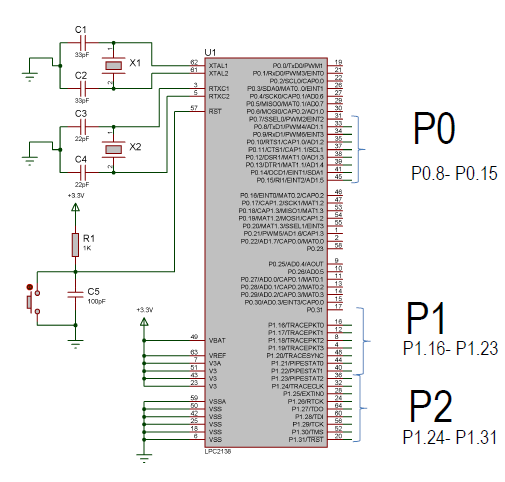 C1
33pF
X1
C2
33pF
C3
22pF
X2
C4
22pF
+3.3V
R1
1K
C5
100pF
+3.3V
U1
62 XTAL1
61 XTAL2
3 RTXC1
5 RTXC2
57 RST
49 VBAT
63 VREF
7 V3A
51 V3
43 V3
23 V3
59 VSSA
50 VSS
42 VSS
25 VSS
18 VSS
6 VSS
P0.0/TxD0/PWM1 19
P0.1/RxD0/PWM3/EINT0 21
P0.2/SCL0/CAP0.0 22
P0.3/SDA0/MAT0.0/EINT1 26
P0.4/SCK0/CAP0.1/AD0.6 27
P0.5/MISO0/MAT0.1/AD0.7 29
P0.6/MOSI0/CAP0.2/AD1.0 30
P0.7/SSEL0/PWM2/EINT2 31
P0.8/TxD1/PWM4/AD1.1 33
P0.9/RxD1/PWM6/EINT3 34
P0.10/RTS1/CAP1.0/AD1.2 35
P0.11/CTS1/CAP1.1/SCL1 37
P0.12/DSR1/MAT1.0/AD1.3 38
P0.13/DTR1/MAT1.1/AD1.4 39
P0.14/DCD1/EINT1/SDA1 41
P0.15/RI1/EINT2/AD1.5 45
P0.16/EINT0/MAT0.2/CAP0.2 46
P0.17/CAP1.2/SCK1/MAT1.2 47
P0.18/CAP1.3/MISO1/MAT1.3 53
P0.19/MAT1.2/MOSI1/CAP1.2 54
P0.20/MAT1.3/SSEL1/EINT3 55
P0.21/PWM5/AD1.6/CAP1.3 1
P0.22/AD1.7/CAP0.0/MAT0.0 2
P0.23 58
P0.25/AD0.4/AOUT 9
P0.26/AD0.5 10
P0.27/AD0.0/CAP0.1/MAT0.1 11
P0.28/AD0.1/CAP0.2/MAT0.2 13
P0.29/AD0.2/CAP0.3/MAT0.3 14
P0.30/AD0.3/EINT3/CAP0.0 15
P0.31 17
P1.16/TRACEPKT0 16
P1.17/TRACEPKT1 12
P1.18/TRACEPKT2 8
P1.19/TRACEPKT3 4
P1.20/TRACESYNC 48
P1.21/PIPESTAT0 44
P1.22/PIPESTAT1 40
P1.23/PIPESTAT2 36
P1.24/TRACECLK 32
P1.25/EXTIN0 28
P1.26/RTCK 24
P1.27/TDO 64
P1.28/TDI 60
P1.29/TCK 56
P1.30/TMS 52
P1.31/TRST 20
LPC2138
P0
P0.8- P0.15
P1
P1.16- P1.23
P2
P1.24- P1.31